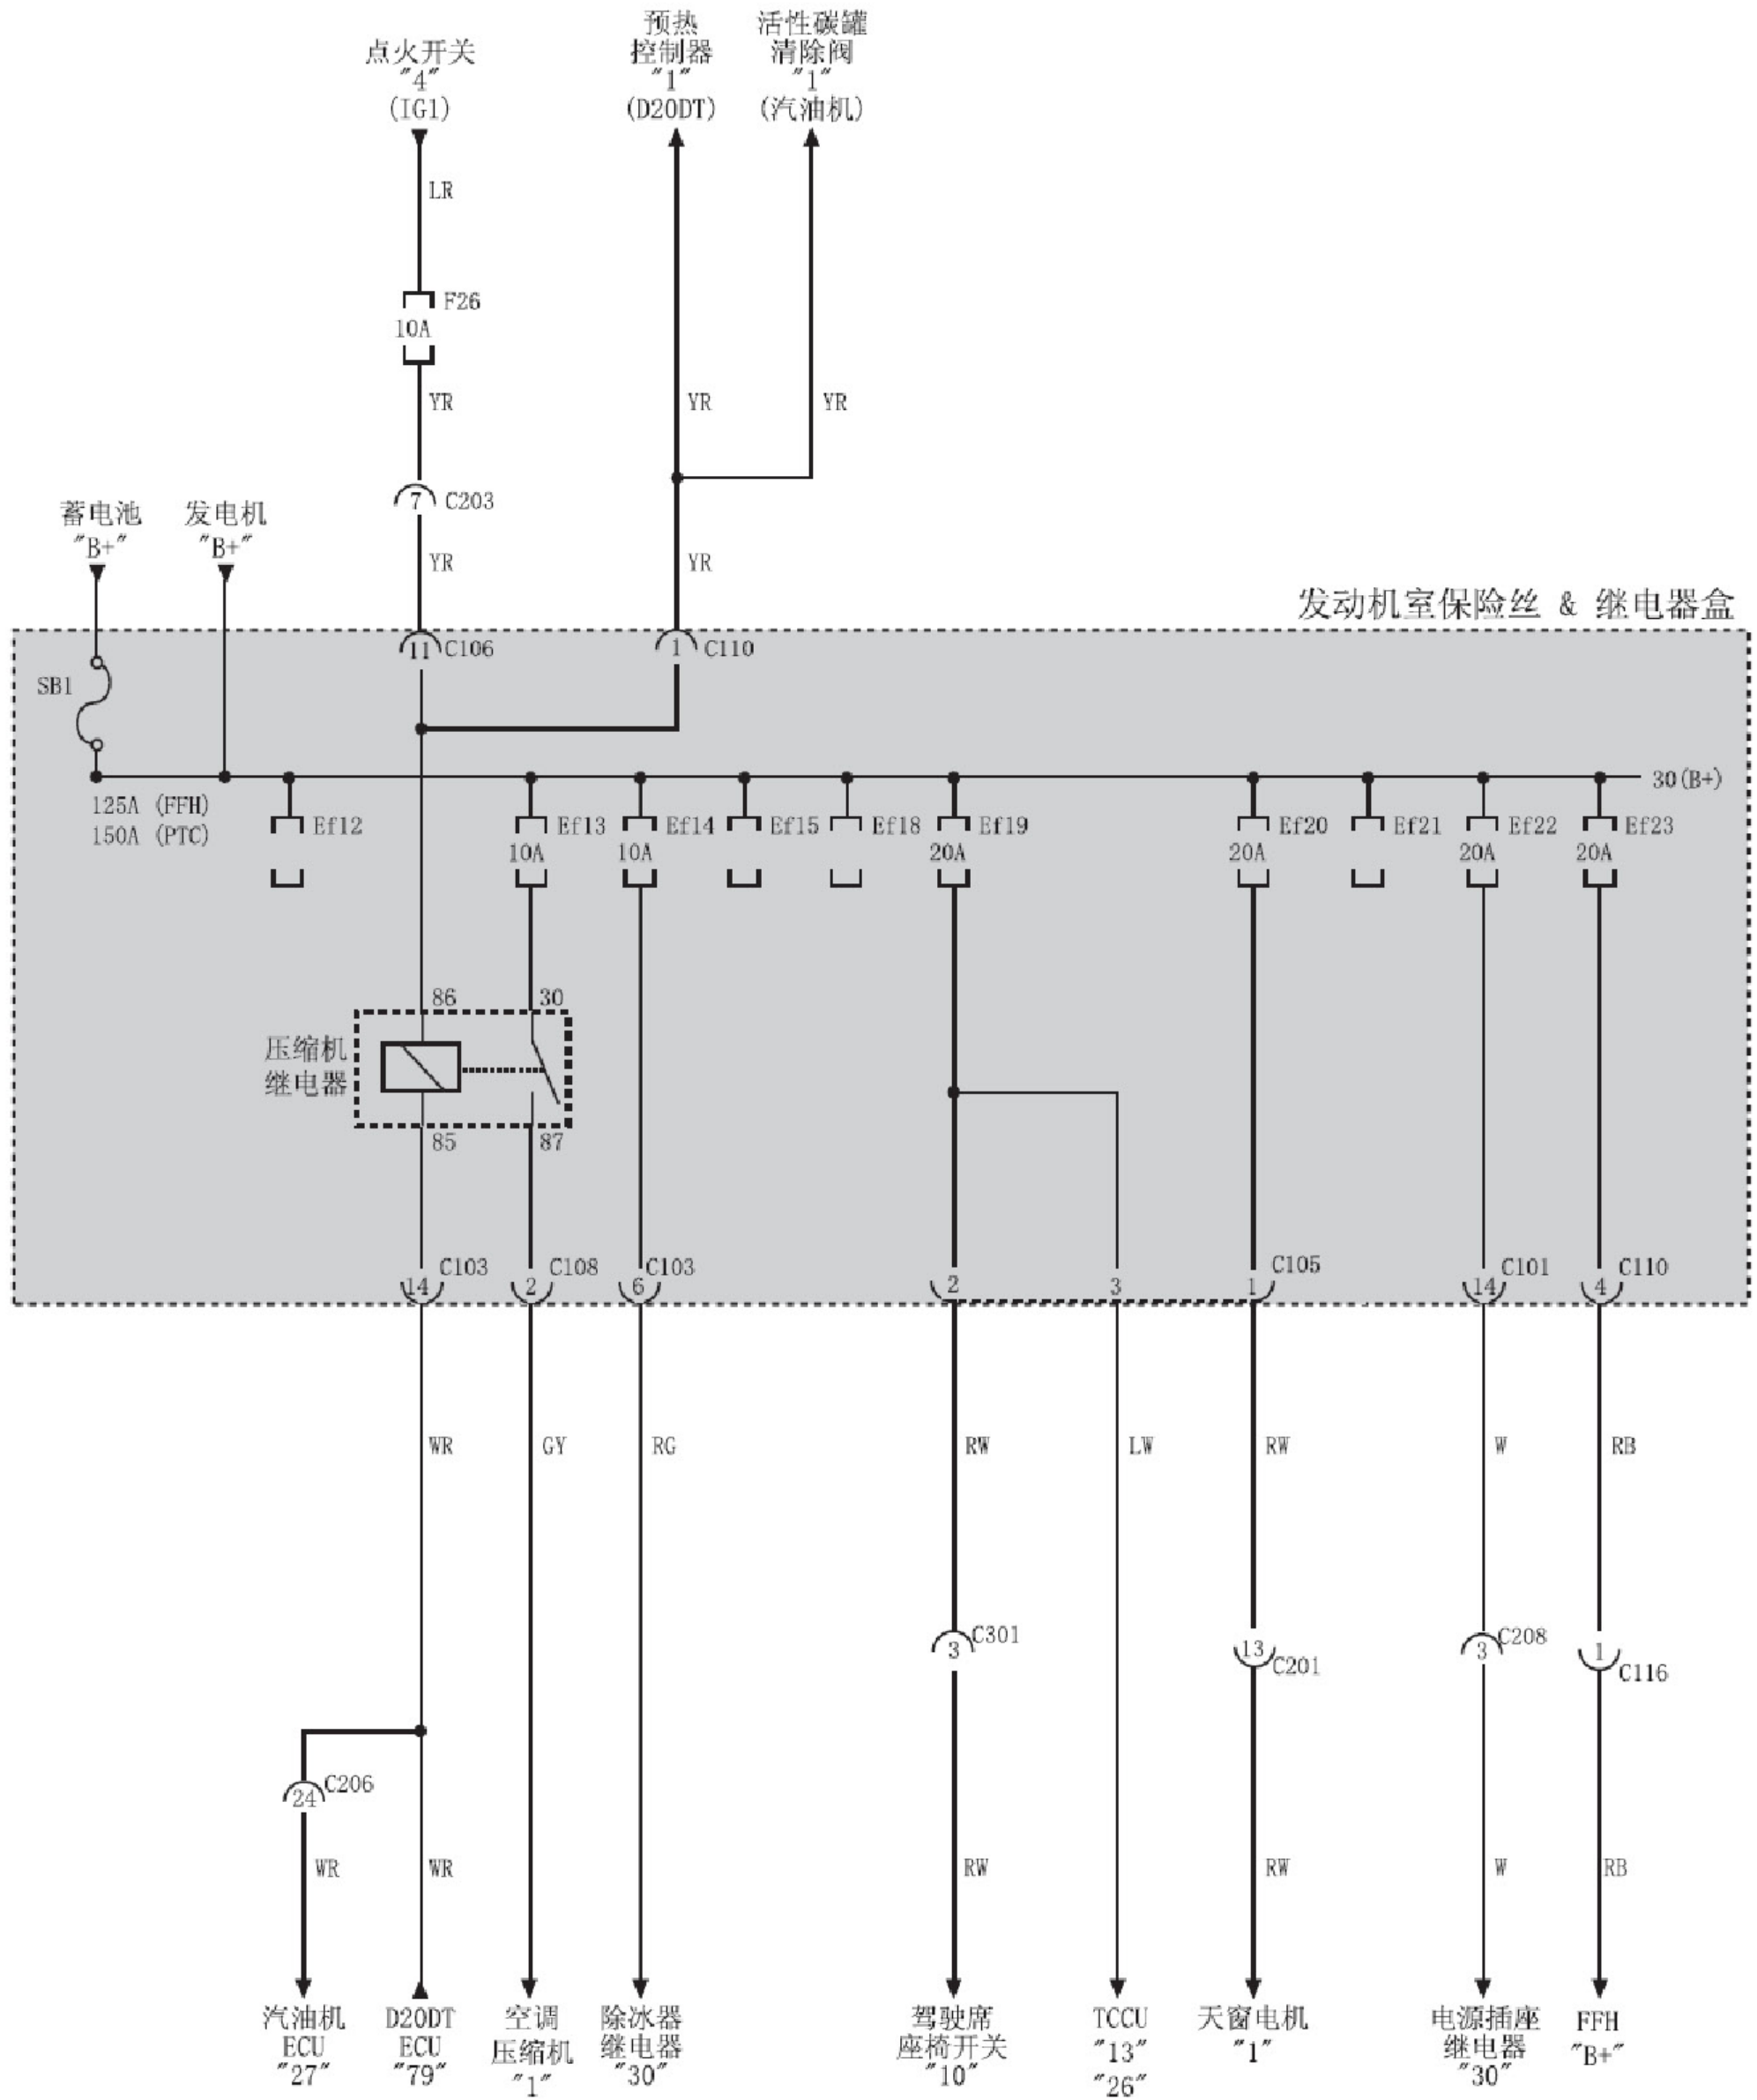 预热
控制器
"1"
(D20DT)
活性碳罐
清除阀
"1"
(汽油机)
点火开关
"4"
(IG1)
LR
F26
10A
YR
YR
YR
7
C203
YR
YR
蓄电池
"B+"
发电机
"B+"
发动机室保险丝 & 继电器盒
11
C106
1
C110
SB1
30(B+)
125A (FFH)
150A (PTC)
Ef12
Ef13
10A
Ef14
10A
Ef15
Ef18
Ef19
20A
Ef20
20A
Ef21
Ef22
20A
Ef23
20A
86
30
压缩机
继电器
85
87
14
C103
2
C108
6
C103
2
3
1
C105
14
C101
4
C110
WR
GY
RG
RW
LW
RW
W
RB
3
C301
13
C201
3
C208
1
C116
24
C206
WR
WR
RW
RW
W
RB
汽油机
ECU
"27"
D20DT
ECU
"79"
空调
压缩机
"1"
除冰器
继电器
"30"
驾驶席
座椅开关
"10"
TCCU
"13"
"26"
天窗电机
"1"
电源插座
继电器
"30"
FFH
"B+"